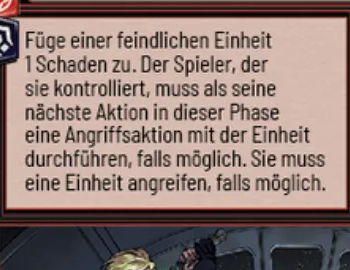 Füge einer feindlichen Einheit
1 Schaden zu. Der Spieler, der
sie kontrolliert, muss als seine
nächste Aktion in dieser Phase
eine Angriffsaktion mit der Einheit
durchführen, falls möglich. Sie muss
eine Einheit angreifen, falls möglich.